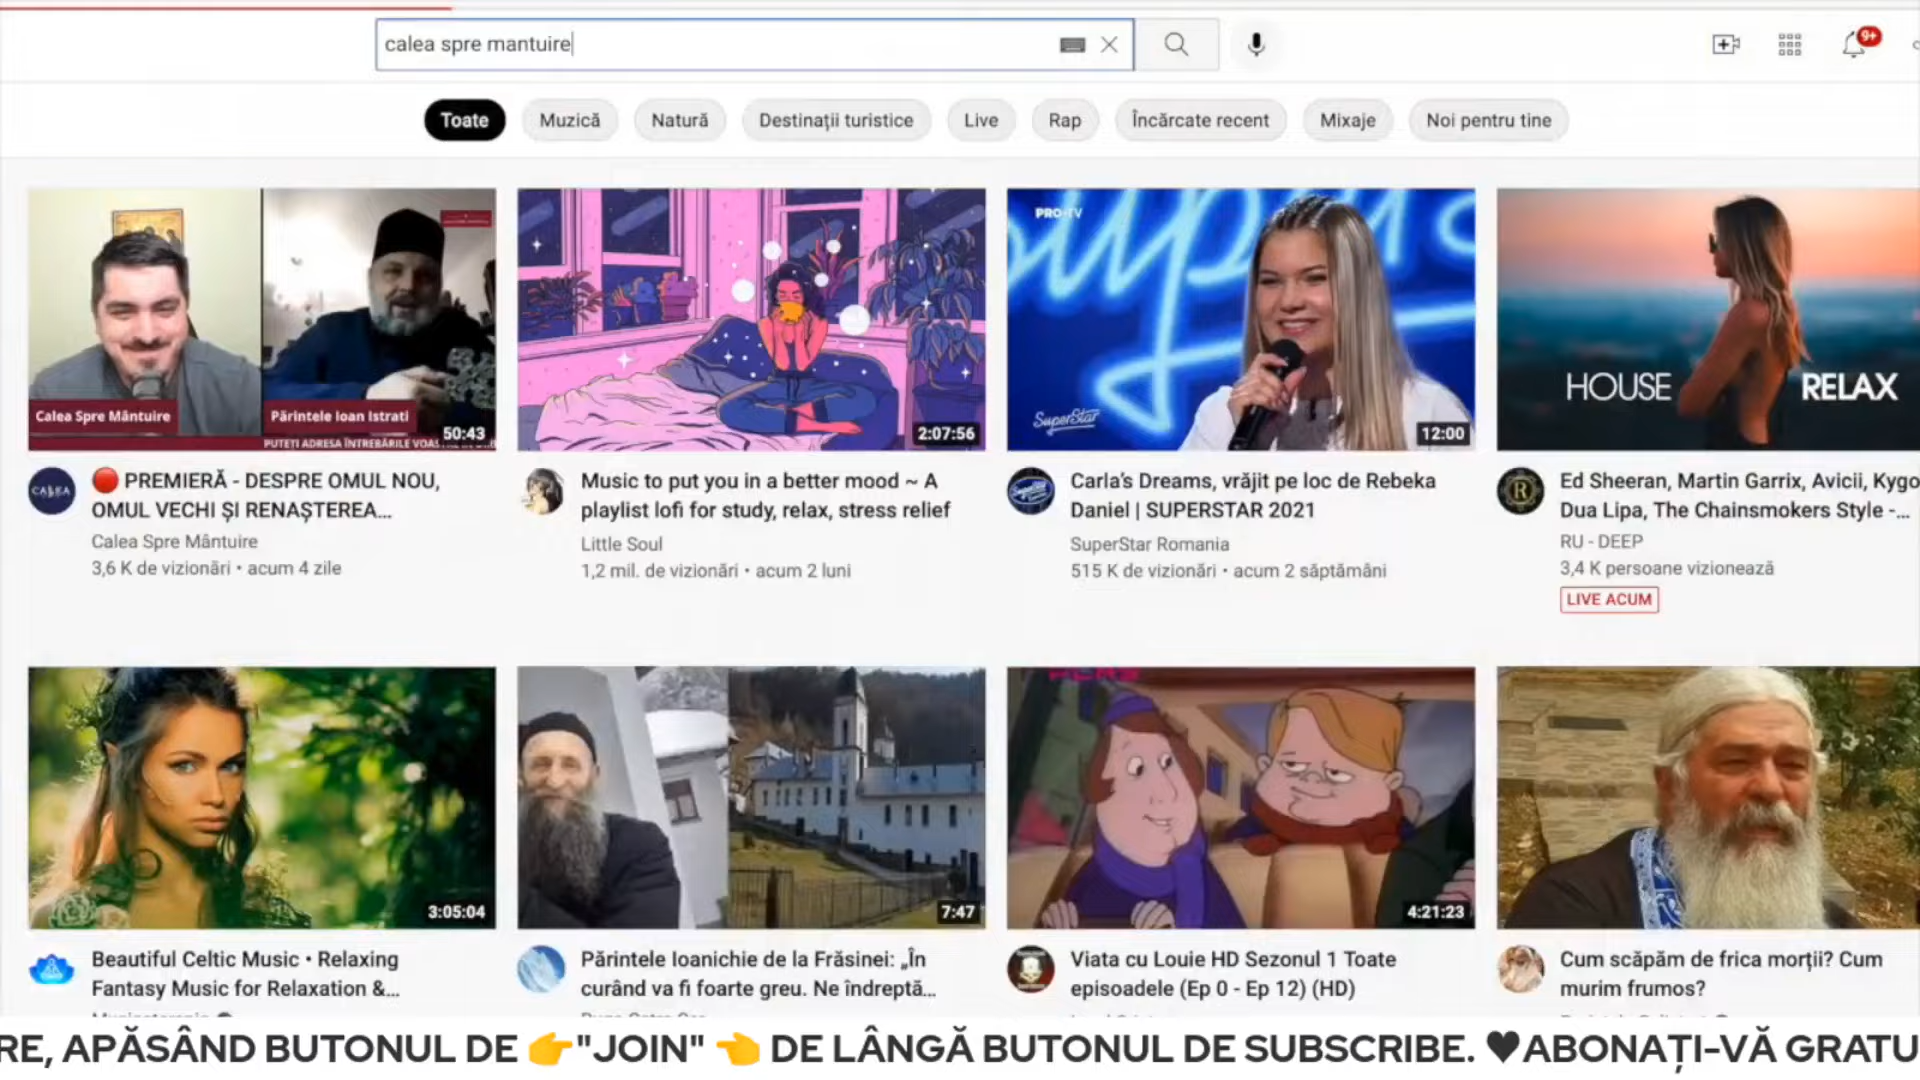 calea spre mantuire
9+
Toate
Muzică
Natură
Destinații turistice
Live
Rap
Încărcate recent
Mixaje
Noi pentru tine
Calea Spre Mântuire
Părintele Ioan Istrati
50:43
PUTEȚI ADRESA ÎNTREBĂRILE
2:07:56
PRO•TV
SuperStar
12:00
HOUSE RELAX
CALEA
🔴 PREMIERĂ - DESPRE OMUL NOU,
OMUL VECHI ȘI RENAȘTEREA...
Calea Spre Mântuire
3,6 K de vizionări • acum 4 zile
Music to put you in a better mood ~ A
playlist lofi for study, relax, stress relief
Little Soul
1,2 mil. de vizionări • acum 2 luni
Carla's Dreams, vrăjit pe loc de Rebeka
Daniel | SUPERSTAR 2021
SuperStar Romania
515 K de vizionări • acum 2 săptămâni
R
Ed Sheeran, Martin Garrix, Avicii, Kygo
Dua Lipa, The Chainsmokers Style -...
RU - DEEP
3,4 K persoane vizionează
LIVE ACUM
3:05:04
7:47
4:21:23
Beautiful Celtic Music • Relaxing
Fantasy Music for Relaxation &...
Părintele Ioanichie de la Frăsinei: „În
curând va fi foarte greu. Ne îndreptă...
Viata cu Louie HD Sezonul 1 Toate
episoadele (Ep 0 - Ep 12) (HD)
Cum scăpăm de frica morții? Cum
murim frumos?
RE, APĂSÂND BUTONUL DE 👉"JOIN" 👈 DE LÂNGĂ BUTONUL DE SUBSCRIBE. ♥ABONAȚI-VĂ GRATU